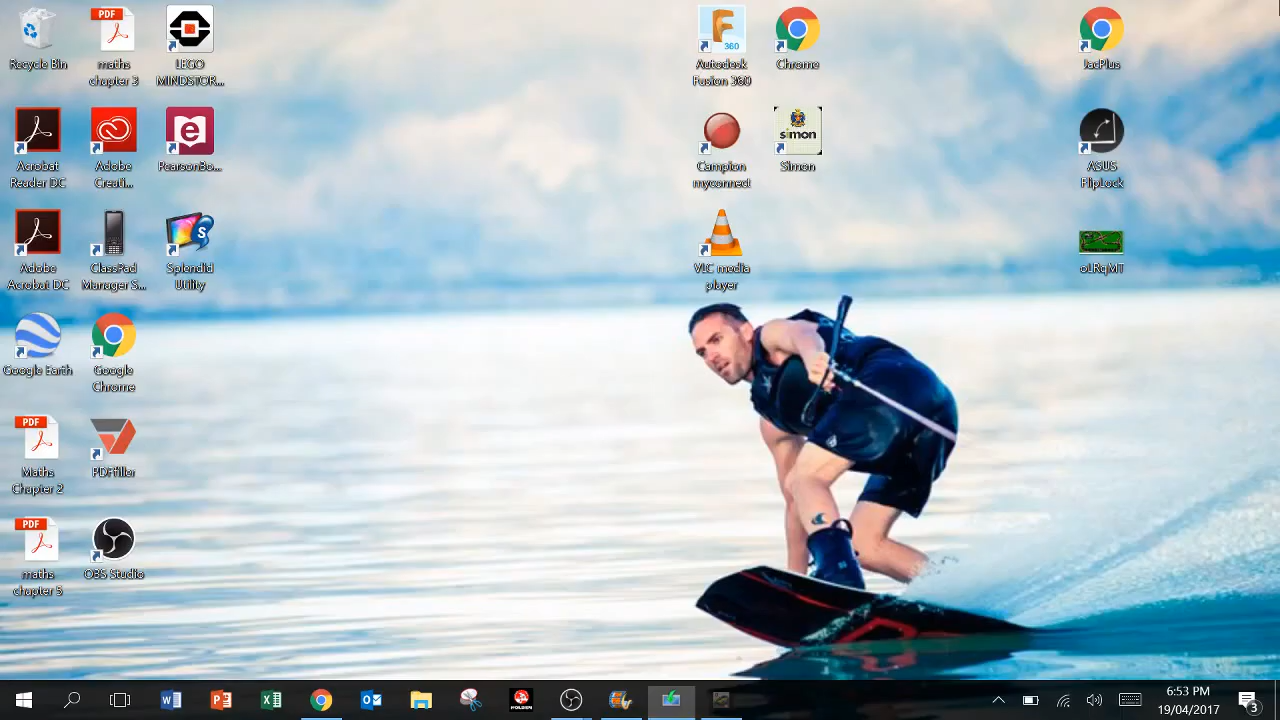 Recycle Bin
PDF
maths
chapter 3
LEGO
MINDSTOR...
Acrobat
Reader DC
Adobe
Creati...
e
PearsonBo...
Adobe
Acrobat DC
ClassPad
Manager S...
S
Splendid
Utility
Google Earth
Google
Chrome
PDF
Maths
Chapter 2
PDFfiller
PDF
maths
chapter 5
OBS Studio
360
Autodesk
Fusion 360
Chrome
Campion
myconnect
simon
Simon
VLC media
player
JacPlus
ASUS
FlipLock
oLRqMT
HOLDEN
6:53 PM
19/04/2017
3